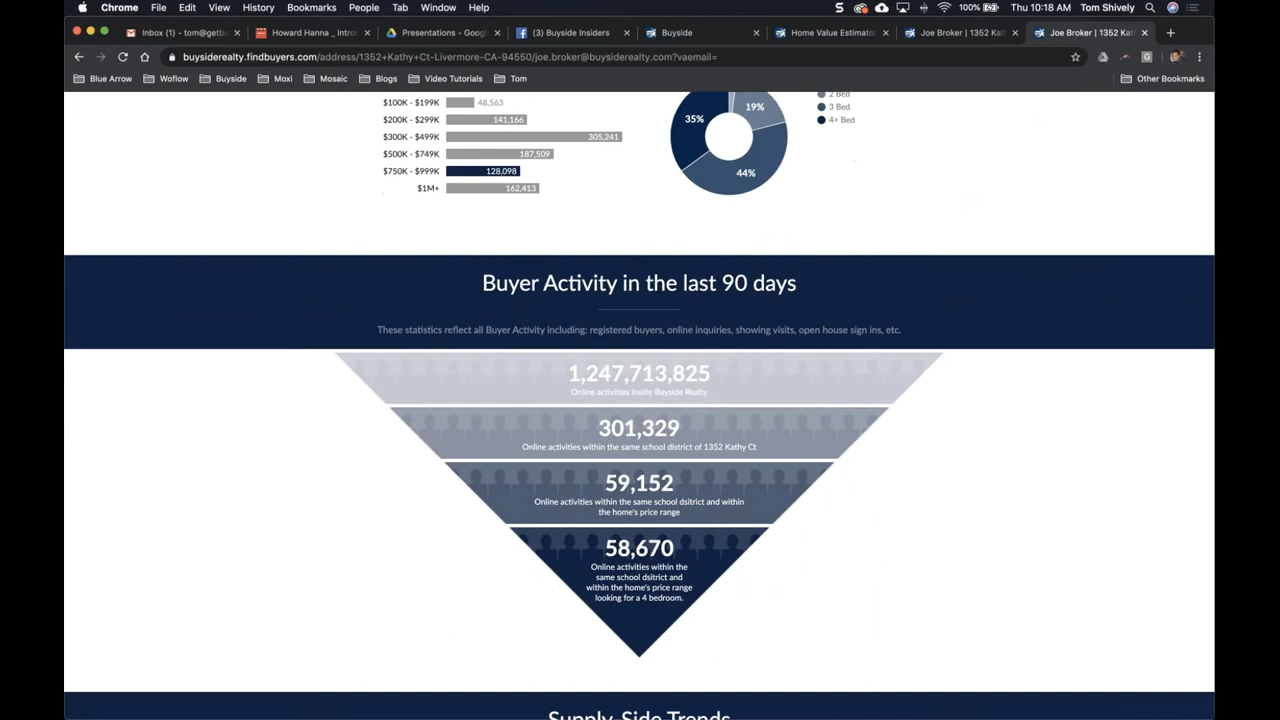 Chrome File Edit View History Bookmarks People Tab Window Help 100% Thu 10:18 AM Tom Shively
Inbox (1) - tom@getb Howard Hanna _ Intro Presentations - Googl (3) Buyside Insiders Buyside Home Value Estimato Joe Broker | 1352 Kat Joe Broker | 1352 Kat
buysiderealty.findbuyers.com/address/1352+Kathy+Ct-Livermore-CA-94550/joe.broker@buysiderealty.com?vaemail=
Blue Arrow Woflow Buyside Moxi Mosaic Blogs Video Tutorials Tom Other Bookmarks
2 Bed
$100K - $199K 48,563
19%
3 Bed
$200K - $299K 141,166
35%
4+ Bed
$300K - $499K 305,241
$500K - $749K 187,509
$750K - $999K 128,098
44%
$1M+ 162,413
Buyer Activity in the last 90 days
These statistics reflect all Buyer Activity including: registered buyers, online inquiries, showing visits, open house sign ins, etc.
1,247,713,825
Online activities inside Buyside Realty
301,329
Online activities within the same school district of 1352 Kathy Ct
59,152
Online activities within the same school dsitrict and within
the home's price range
58,670
Online activities within the
same school dsitrict and
within the home's price range
looking for a 4 bedroom.
Supply-Side Trends